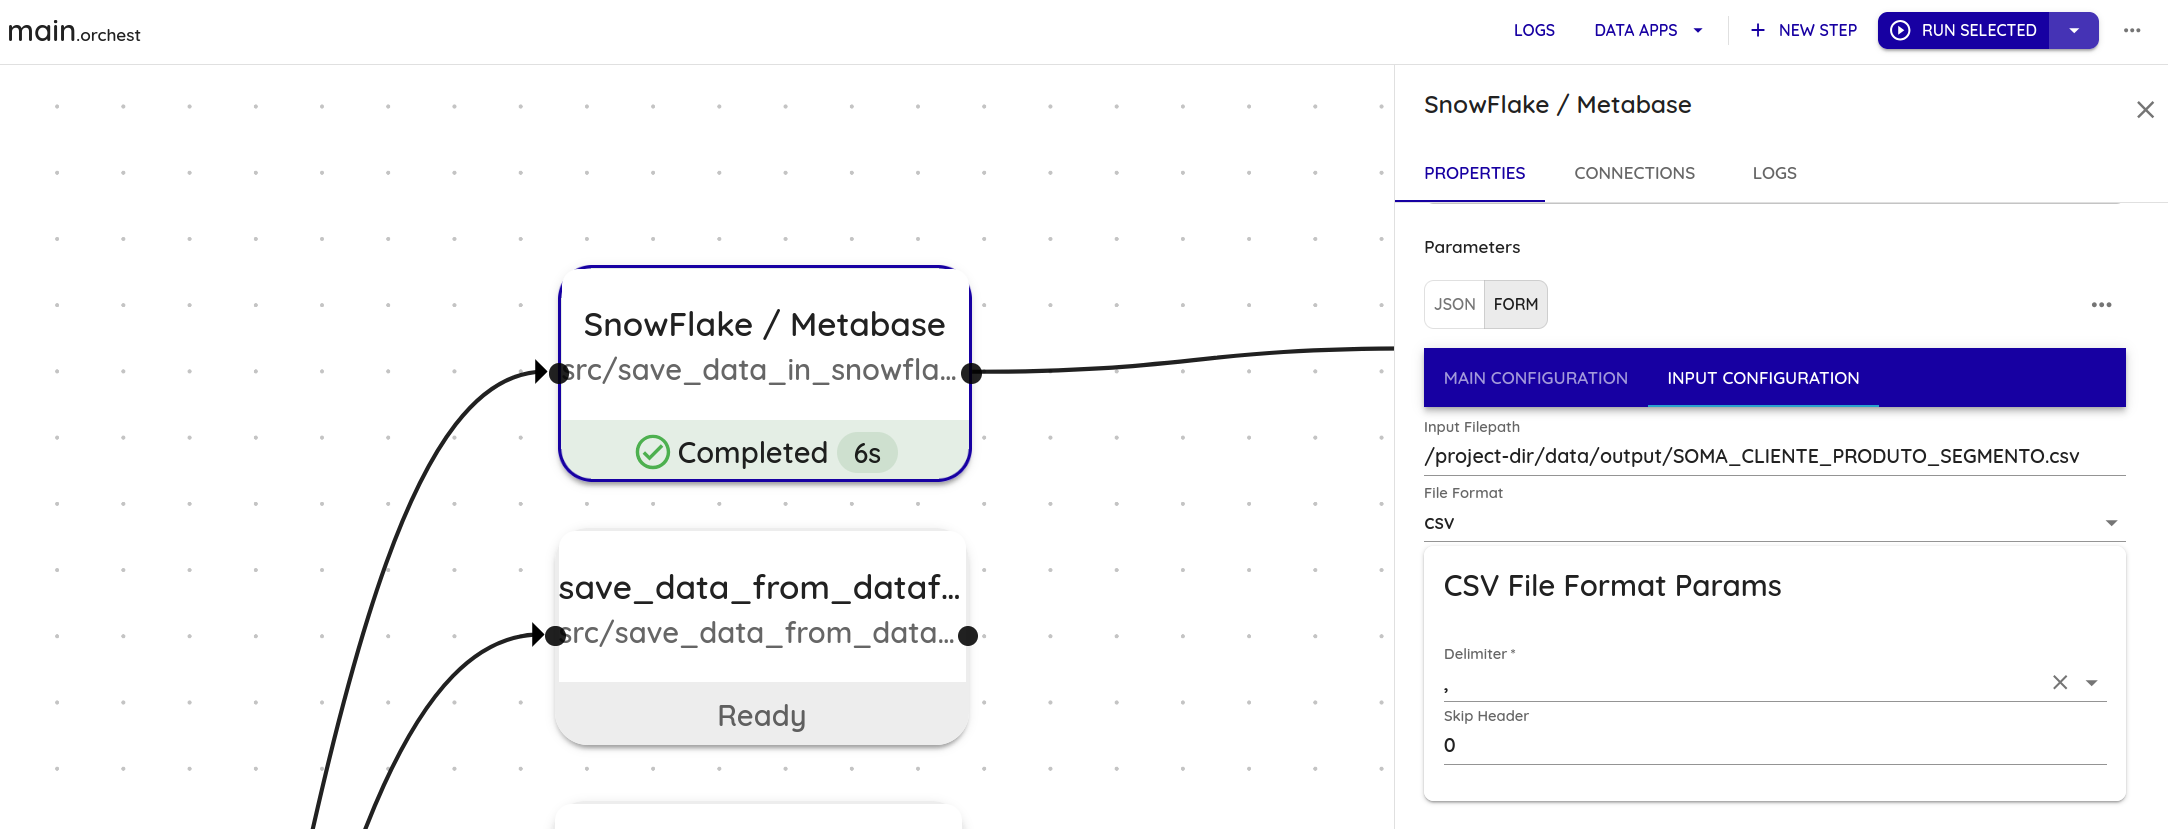 main.orchest
LOGS
DATA APPS
NEW STEP
RUN SELECTED
SnowFlake / Metabase
src/save_data_in_snowfla...
Completed 6s
save_data_from_dataf...
src/save_data_from_data...
Ready
SnowFlake / Metabase
PROPERTIES
CONNECTIONS
LOGS
Parameters
JSON
FORM
MAIN CONFIGURATION
INPUT CONFIGURATION
Input Filepath
/project-dir/data/output/SOMA_CLIENTE_PRODUTO_SEGMENTO.csv
File Format
csv
CSV File Format Params
Delimiter *
,
Skip Header
0